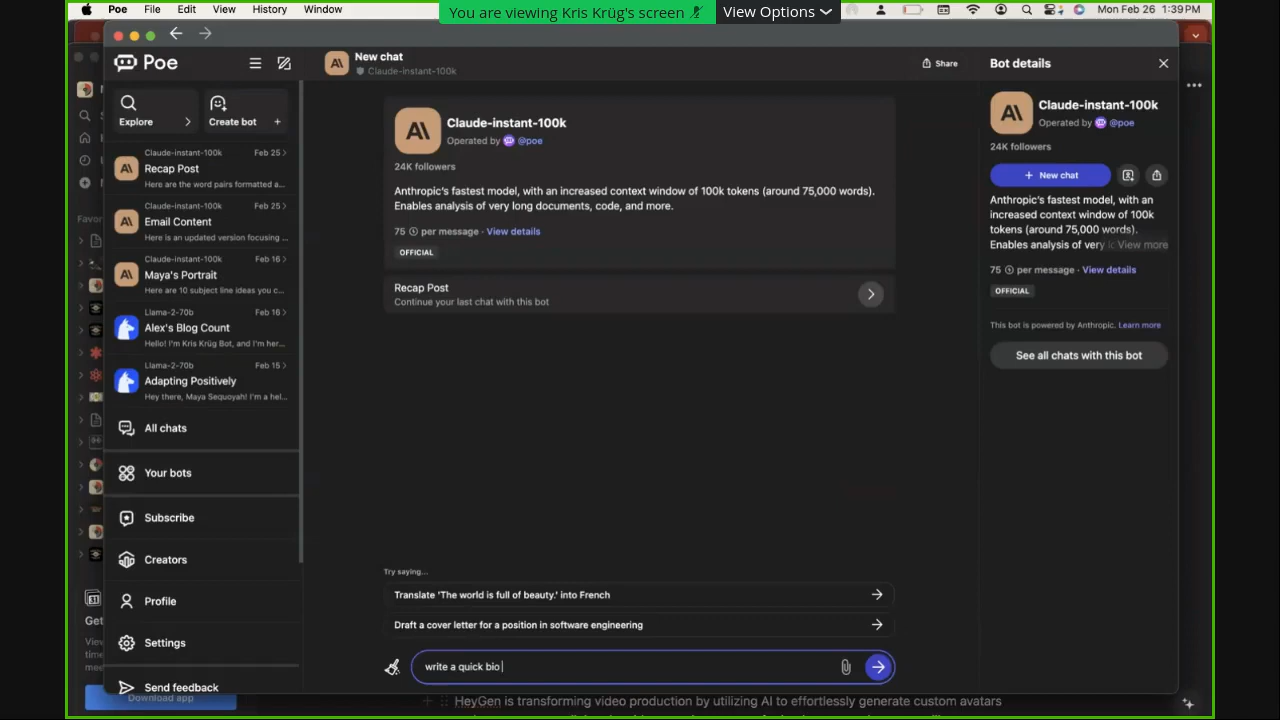 You are viewing Kris Krüg's screen
View Options
Poe File Edit View History Window
Mon Feb 26 1:39 PM
Poe
Explore
Create bot +
Claude-instant-100k Feb 25
Recap Post
Here are the word pairs formatted a...
Claude-instant-100k Feb 25
Email Content
Here is an updated version focusing ...
Claude-instant-100k Feb 16
Maya's Portrait
Here are 10 subject line ideas you c...
Llama-2-70b Feb 16
Alex's Blog Count
Hello! I'm Kris Krüg Bot, and I'm her...
Llama-2-70b Feb 15
Adapting Positively
Hey there, Maya Sequoyah! I'm a hel...
All chats
Your bots
Subscribe
Creators
Profile
Settings
Send feedback
Favor
Get
View
time
mee
Download app
New chat
Claude-instant-100k
Share
Claude-instant-100k
Operated by @poe
24K followers
Anthropic's fastest model, with an increased context window of 100k tokens (around 75,000 words).
Enables analysis of very long documents, code, and more.
75 per message · View details
OFFICIAL
Recap Post
Continue your last chat with this bot
Try saying...
Translate 'The world is full of beauty.' into French
Draft a cover letter for a position in software engineering
write a quick bio
HeyGen is transforming video production by utilizing AI to effortlessly generate custom avatars
Bot details
Claude-instant-100k
Operated by @poe
24K followers
+ New chat
Anthropic's fastest model, with an
increased context window of 100k
tokens (around 75,000 words).
Enables analysis of very View more
75 per message · View details
OFFICIAL
This bot is powered by Anthropic. Learn more
See all chats with this bot